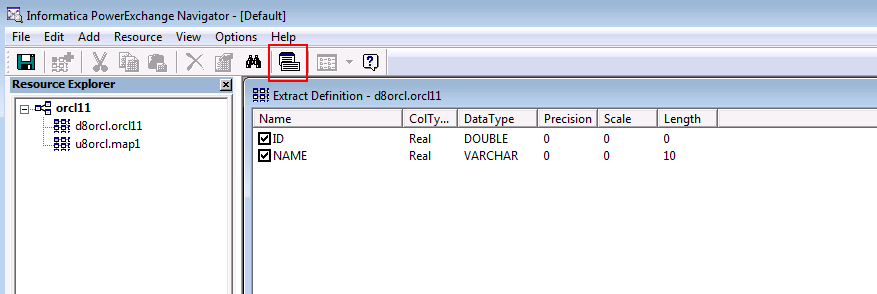 Informatica PowerExchange Navigator - [Default]
File Edit Add Resource View Options Help
Resource Explorer
orcl11
d8orcl.orcl11
u8orcl.map1
Extract Definition - d8orcl.orcl11
Name ColTy... DataType Precision Scale Length
ID Real DOUBLE 0 0 0
NAME Real VARCHAR 0 0 10